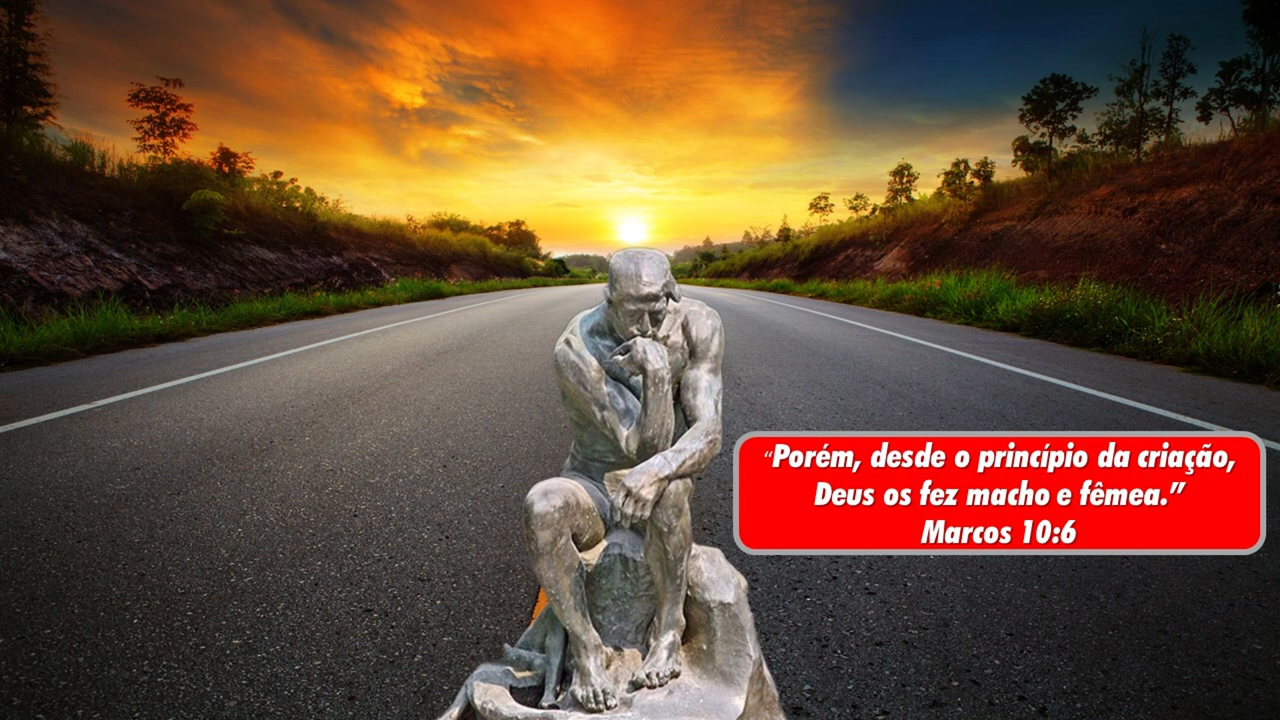 “Porém, desde o princípio da criação,
Deus os fez macho e fêmea.”
Marcos 10:6